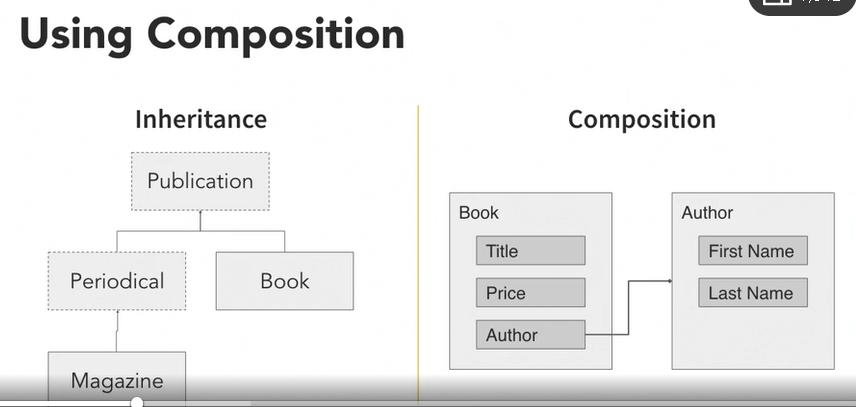 Using Composition
Inheritance
Publication
Periodical
Book
Magazine
Composition
Book
Title
Price
Author
Author
First Name
Last Name